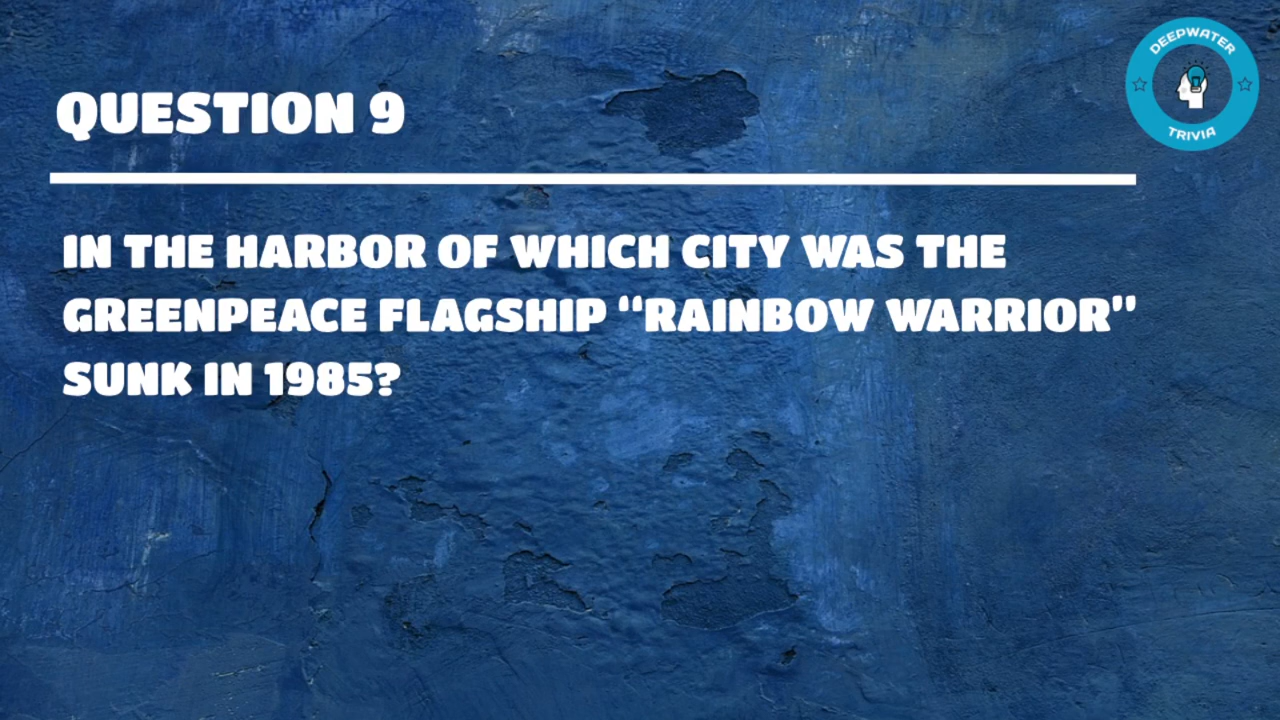 DEEPWATER
TRIVIA
QUESTION 9
IN THE HARBOR OF WHICH CITY WAS THE
GREENPEACE FLAGSHIP “RAINBOW WARRIOR”
SUNK IN 1985?